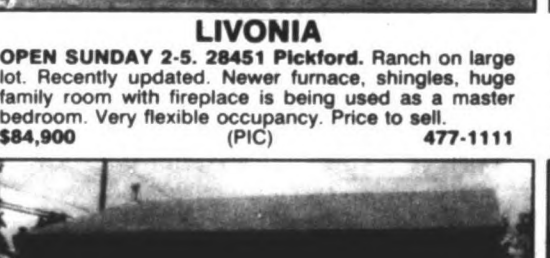 LIVONIA
OPEN SUNDAY 2-5. 28451 Pickford. Ranch on large
lot. Recently updated. Newer furnace, shingles, huge
family room with fireplace is being used as a master
bedroom. Very flexible occupancy. Price to sell.
$84,900 (PIC) 477-1111